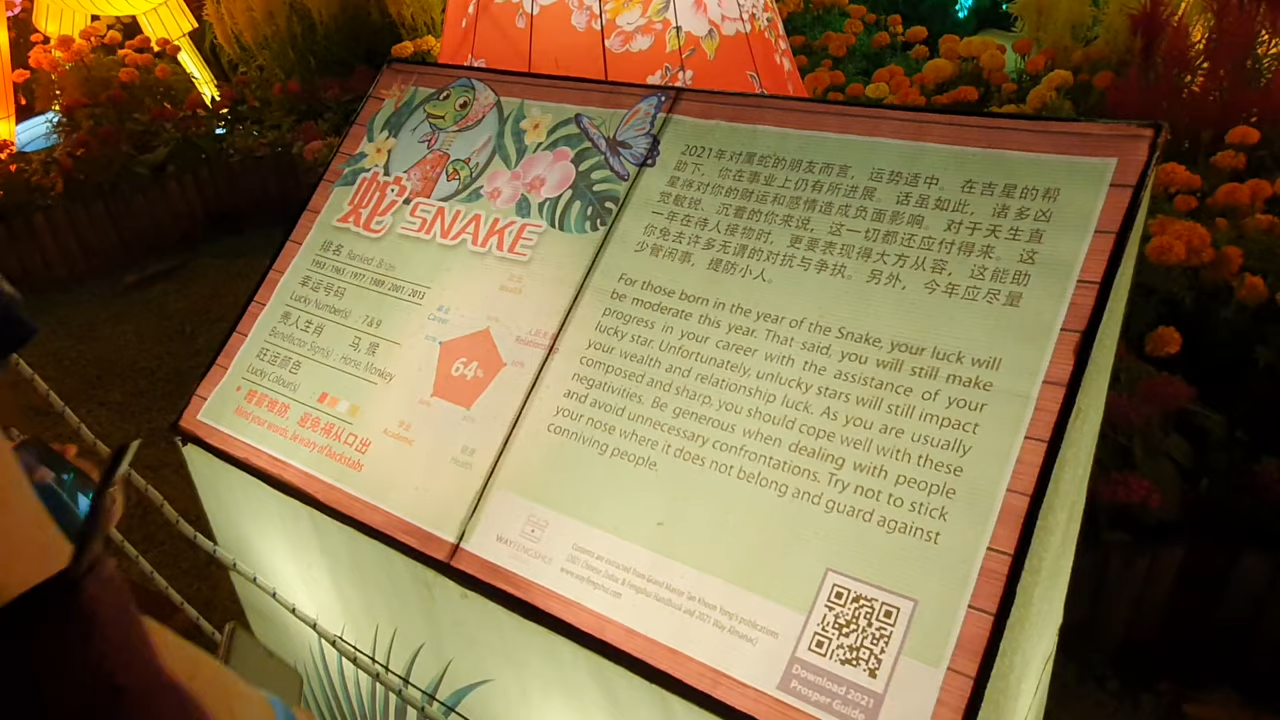 蛇 SNAKE
排名 Ranked : 8
1953 / 1965 / 1977 / 1989 / 2001 / 2013
幸运号码
Lucky Number(s) : 7 & 9
贵人生肖 马, 猴
Benefactor Sign(s) : Horse, Monkey
旺运颜色
Lucky Colour(s)
* 暗箭难防，避免祸从口出
Mind your words, be wary of backstabs
Wealth
事业
Career
人际关系
Relationship
64%
学业
Academic
健康
Health
2021年对属蛇的朋友而言，运势适中。在吉星的帮
助下，你在事业上仍有所进展。话虽如此，诸多凶
星将对你的财运和感情造成负面影响。对于天生直
觉敏锐、沉着的你来说，这一切都还应付得来。这
一年在待人接物时，更要表现得大方从容，这能助
你免去许多无谓的对抗与争执。另外，今年应尽量
少管闲事，提防小人。
For those born in the year of the Snake, your luck will
be moderate this year. That said, you will still make
progress in your career with the assistance of your
lucky star. Unfortunately, unlucky stars will still impact
your wealth and relationship luck. As you are usually
composed and sharp, you should cope well with these
negativities. Be generous when dealing with people
and avoid unnecessary confrontations. Try not to stick
your nose where it does not belong and guard against
conniving people.
WAYFENGSHUI
Contents are extracted from Grand Master Tan Khoon Yong's publications
(2021 Chinese Zodiac & Fengshui Handbook and 2021 Way Almanac)
www.wayfengshui.com
Download 2021
Prosper Guide